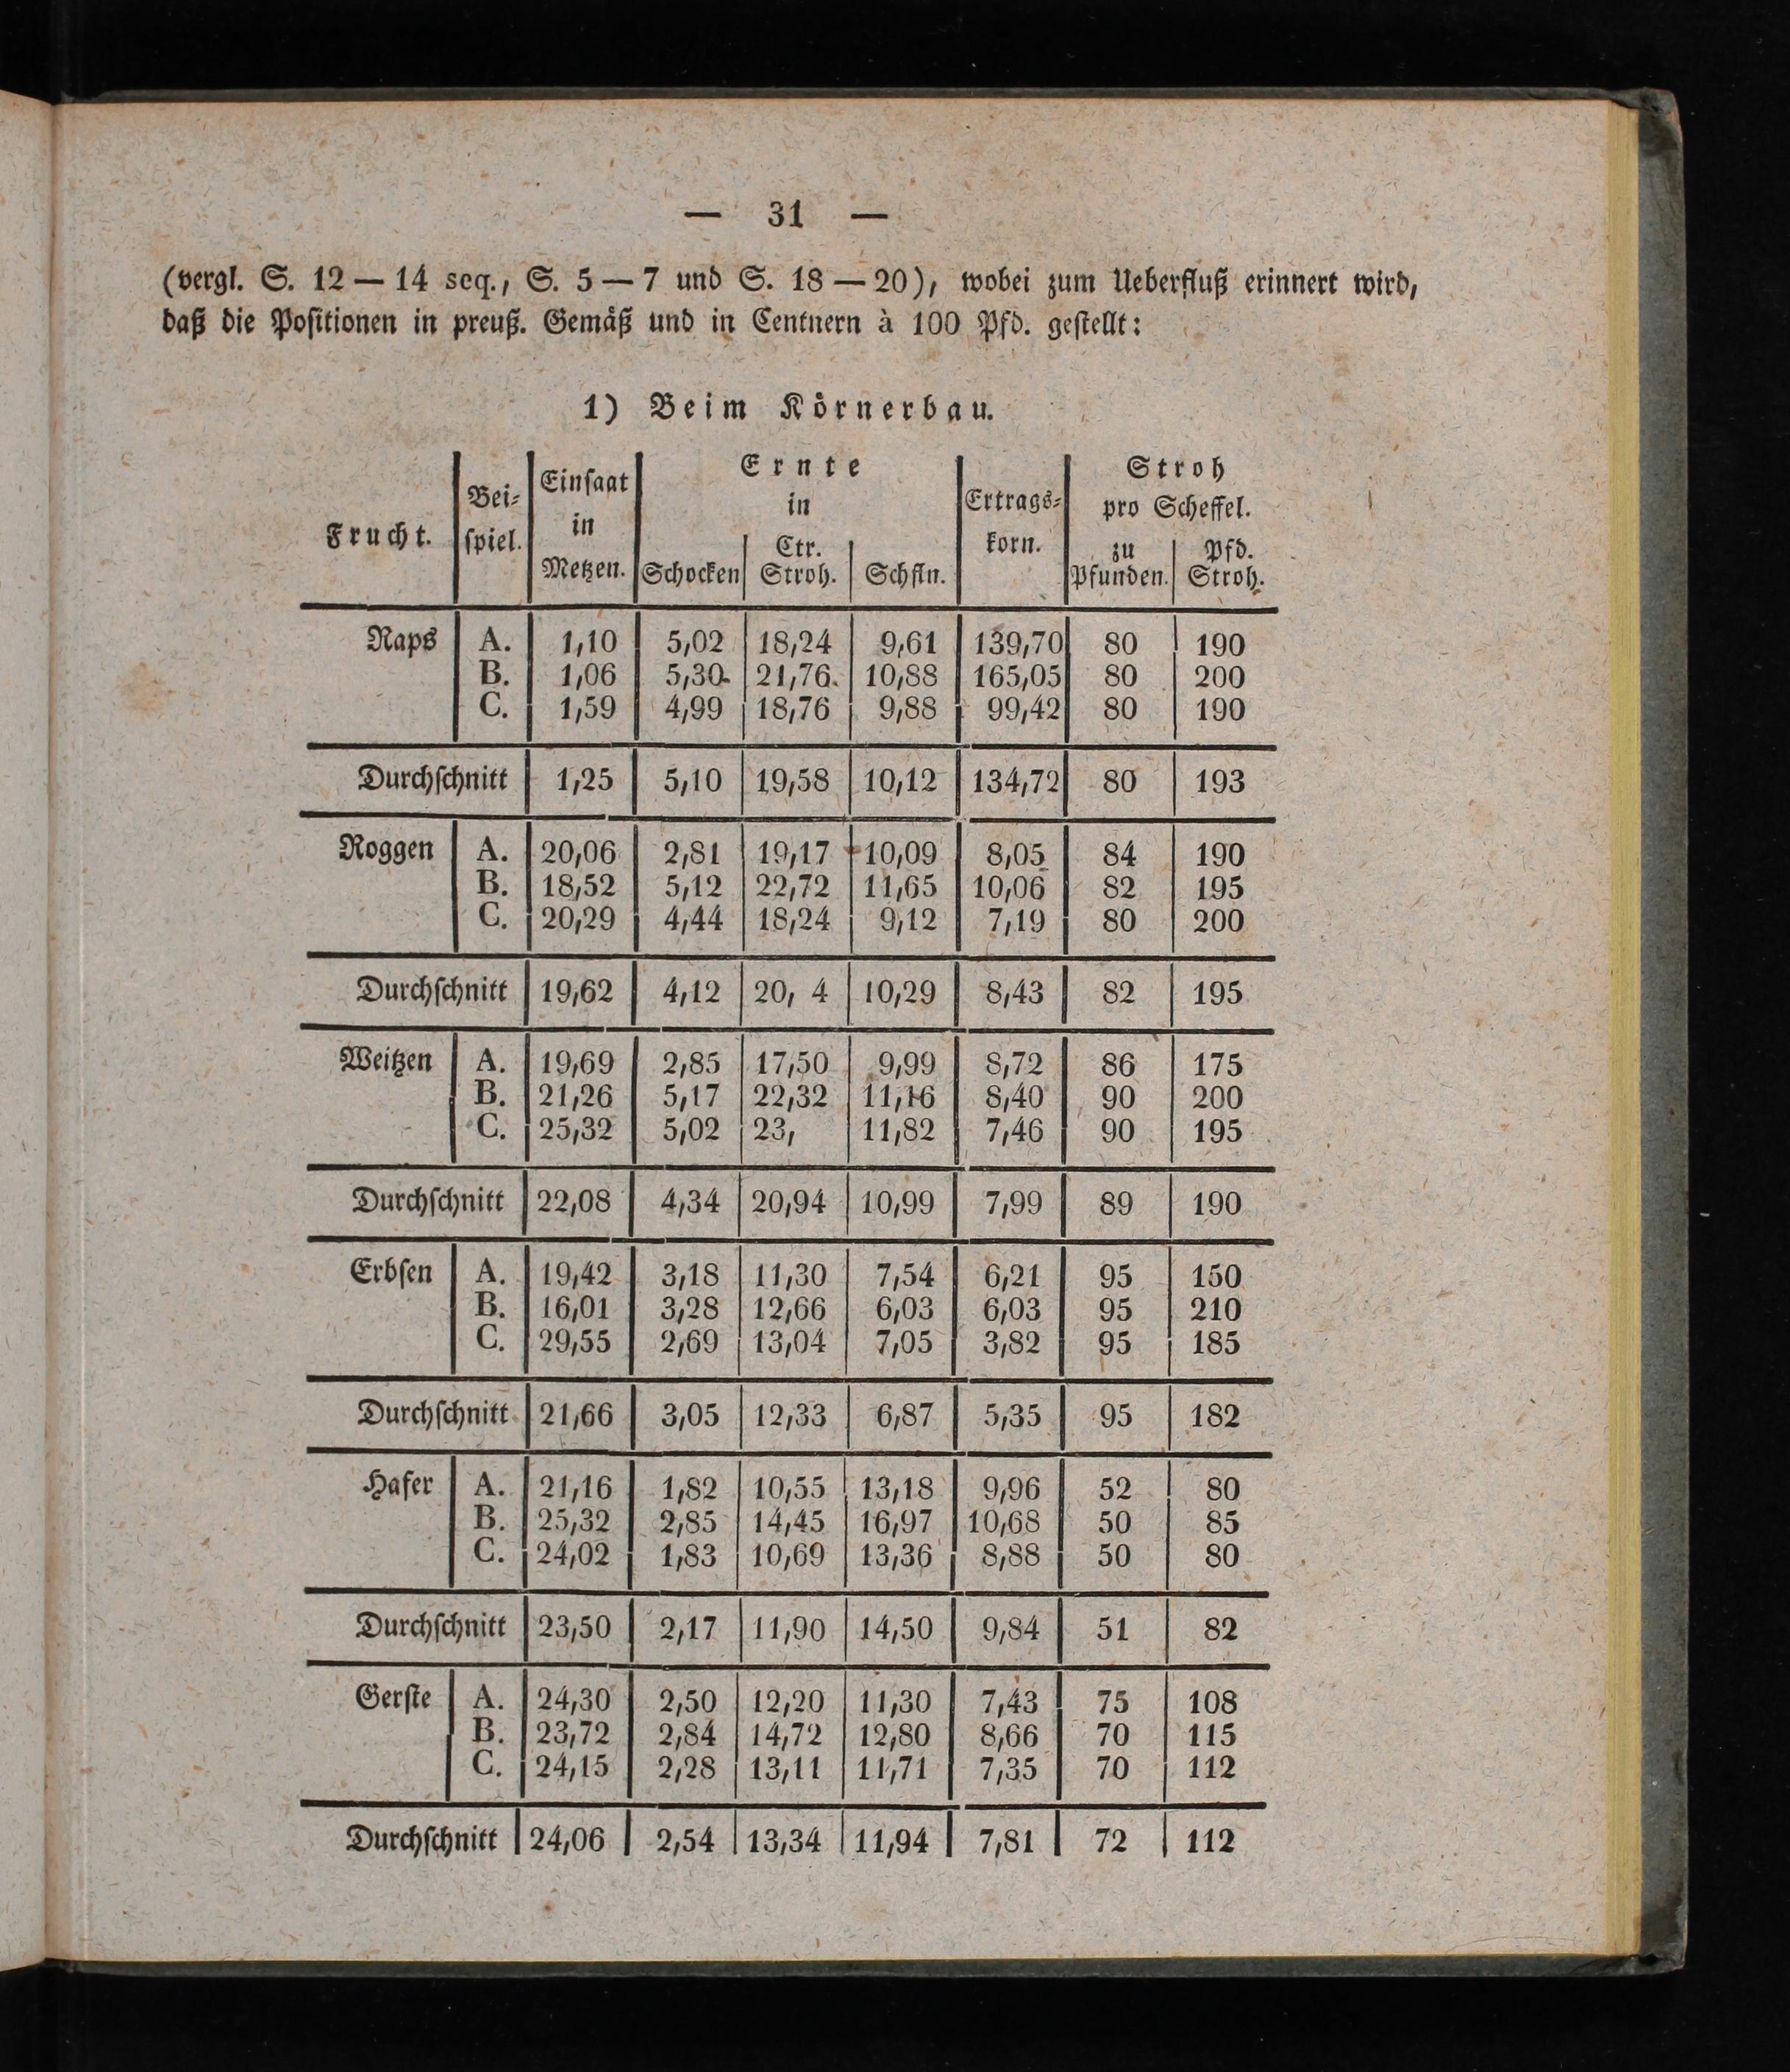 — 31 —
(vergl. S. 12 — 14 seq., S. 5 — 7 und S. 18 — 20), wobei zum Ueberfluß erinnert wird,
daß die Positionen in preuß. Gemäß und in Centnern à 100 Pfd. gestellt:
1) Beim Körnerbau.
Frucht. Bei- Einsaat Ernte Ertrags- Stroh
spiel. in in korn. pro Scheffel.
Metzen. Schocken Ctr. Stroh. Schfln. zu Pfunden. Pfd. Stroh.
Raps A. 1,10 5,02 18,24 9,61 139,70 80 190
B. 1,06 5,30 21,76 10,88 165,05 80 200
C. 1,59 4,99 18,76 9,88 99,42 80 190
Durchschnitt 1,25 5,10 19,58 10,12 134,72 80 193
Roggen A. 20,06 2,81 19,17 10,09 8,05 84 190
B. 18,52 5,12 22,72 11,65 10,06 82 195
C. 20,29 4,44 18,24 9,12 7,19 80 200
Durchschnitt 19,62 4,12 20, 4 10,29 8,43 82 195
Weitzen A. 19,69 2,85 17,50 9,99 8,72 86 175
B. 21,26 5,17 22,32 11,16 8,40 90 200
C. 25,32 5,02 23, 11,82 7,46 90 195
Durchschnitt 22,08 4,34 20,94 10,99 7,99 89 190
Erbsen A. 19,42 3,18 11,30 7,54 6,21 95 150
B. 16,01 3,28 12,66 6,03 6,03 95 210
C. 29,55 2,69 13,04 7,05 3,82 95 185
Durchschnitt 21,66 3,05 12,33 6,87 5,35 95 182
Hafer A. 21,16 1,82 10,55 13,18 9,96 52 80
B. 25,32 2,85 14,45 16,97 10,68 50 85
C. 24,02 1,83 10,69 13,36 8,88 50 80
Durchschnitt 23,50 2,17 11,90 14,50 9,84 51 82
Gerste A. 24,30 2,50 12,20 11,30 7,43 75 108
B. 23,72 2,84 14,72 12,80 8,66 70 115
C. 24,15 2,28 13,11 11,71 7,35 70 112
Durchschnitt 24,06 2,54 13,34 11,94 7,81 72 112